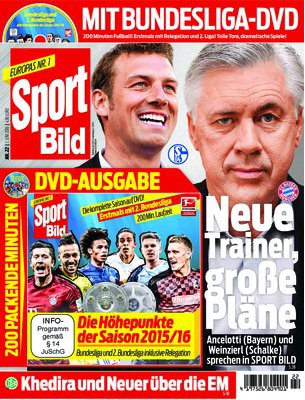 MIT BUNDESLIGA-DVD
200 Minuten Fußball! Erstmals mit Relegation und 2. Liga! Tolle Tore, dramatische Spiele!
EUROPAS NR. 1
Sport
Bild
DVD-AUSGABE
200 PACKENDE MINUTEN
Sport
Bild
Die komplette Saison auf DVD!
Erstmals mit 2. Bundesliga
200 Min. Laufzeit
Die Höhepunkte
der Saison 2015/16
Bundesliga und 2. Bundesliga inklusive Relegation
INFO-
Programm
gemäß
§ 14
JuSchG
Neue
Trainer,
große
Pläne
Ancelotti (Bayern) und
Weinzierl (Schalke)
sprechen in SPORT BILD
Khedira und Neuer über die EM